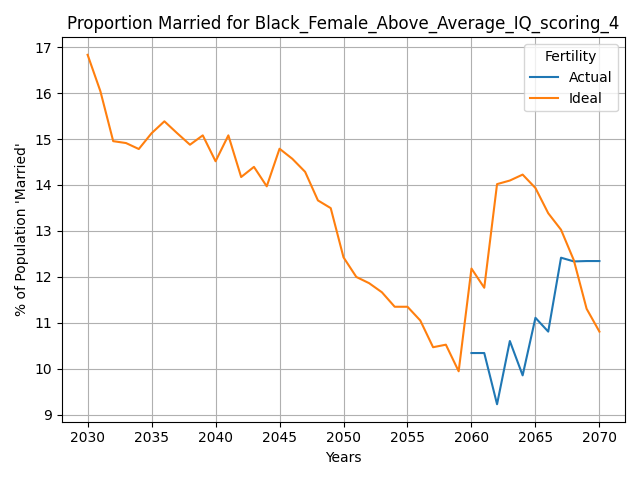 Proportion Married for Black_Female_Above_Average_IQ_scoring_4
17
16
15
14
13
12
11
10
9
% of Population 'Married'
Fertility
Actual
Ideal
2030 2035 2040 2045 2050 2055 2060 2065 2070
Years